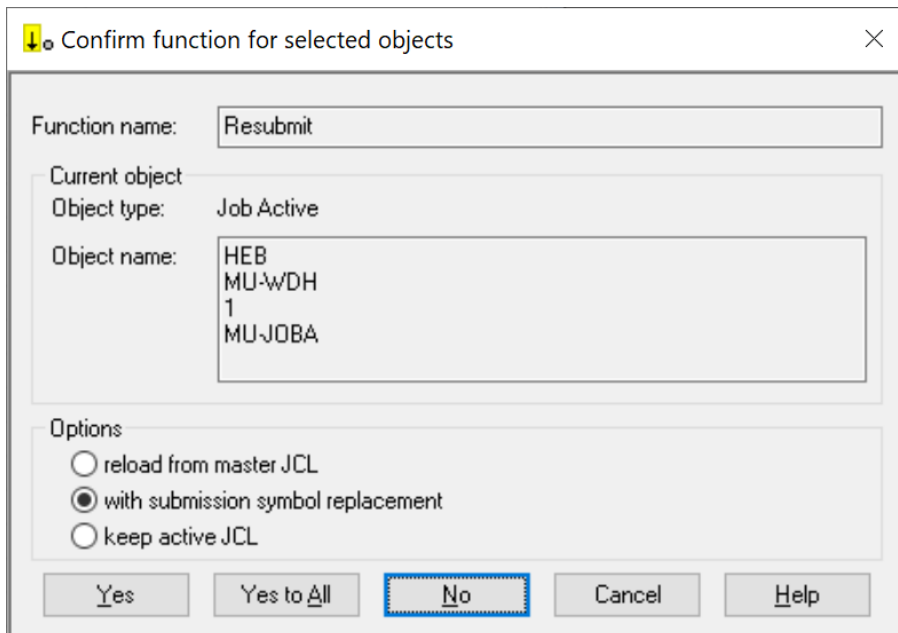 Confirm function for selected objects
Function name: Resubmit
Current object
Object type: Job Active
Object name: HEB
MU-WDH
1
MU-JOBA
Options
reload from master JCL
with submission symbol replacement
keep active JCL
Yes Yes to All No Cancel Help